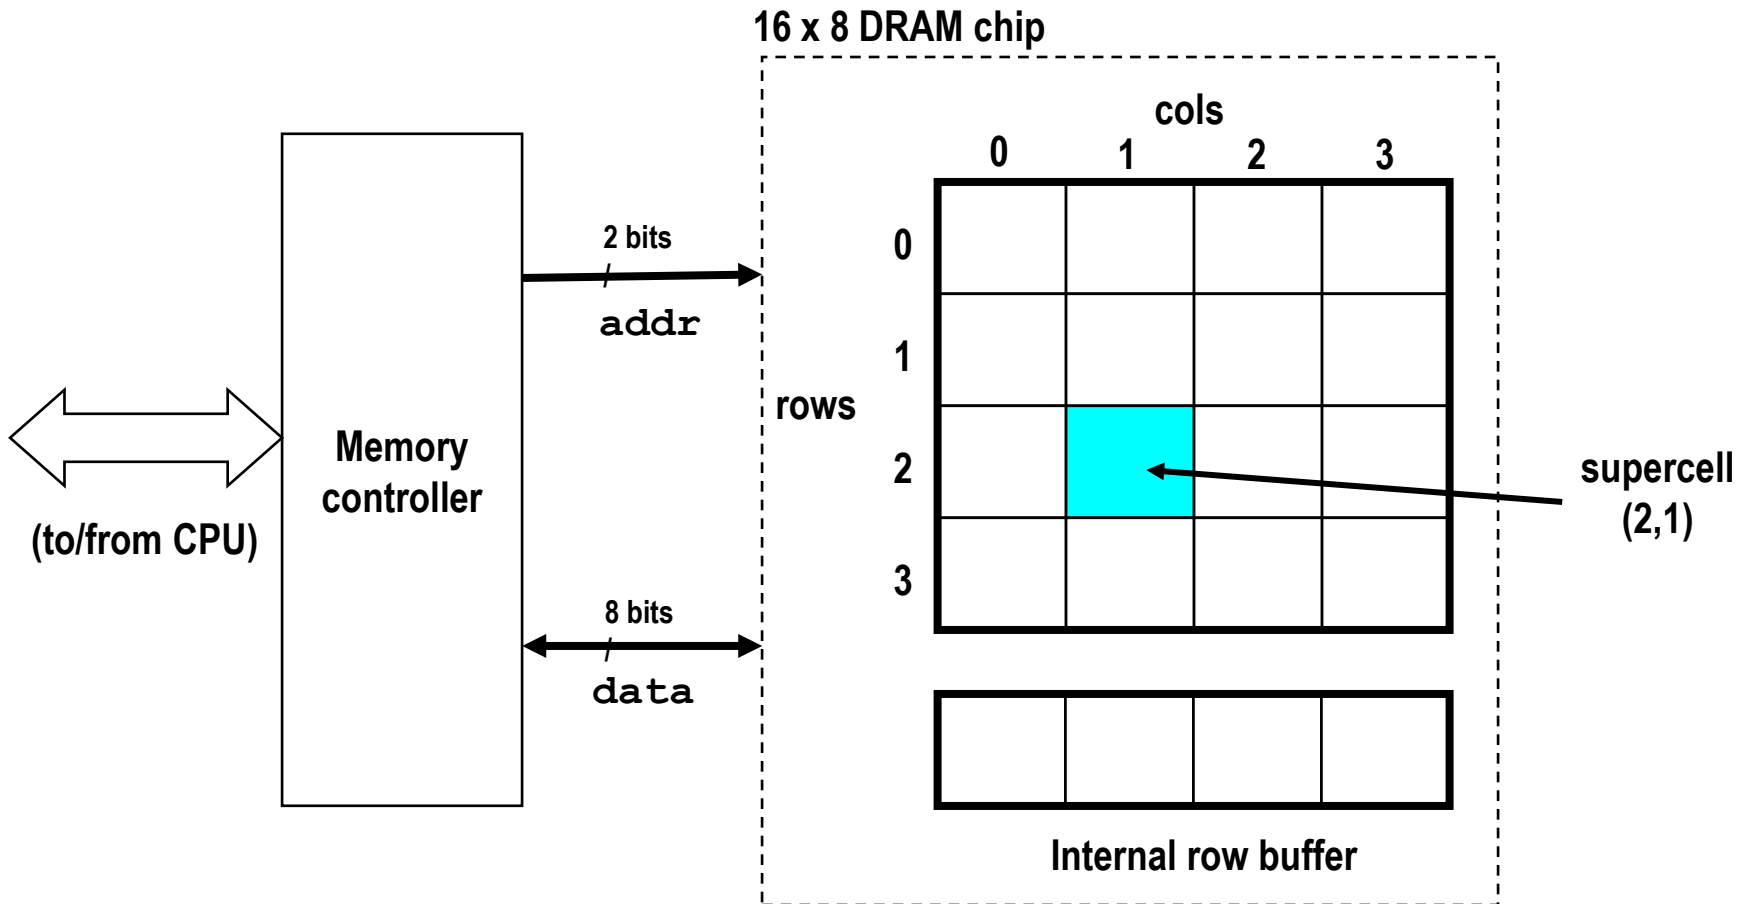 16 x 8 DRAM chip
cols
0 1 2 3
2 bits
addr
0
1
rows
2
3
Memory
controller
(to/from CPU)
supercell
(2,1)
8 bits
data
Internal row buffer